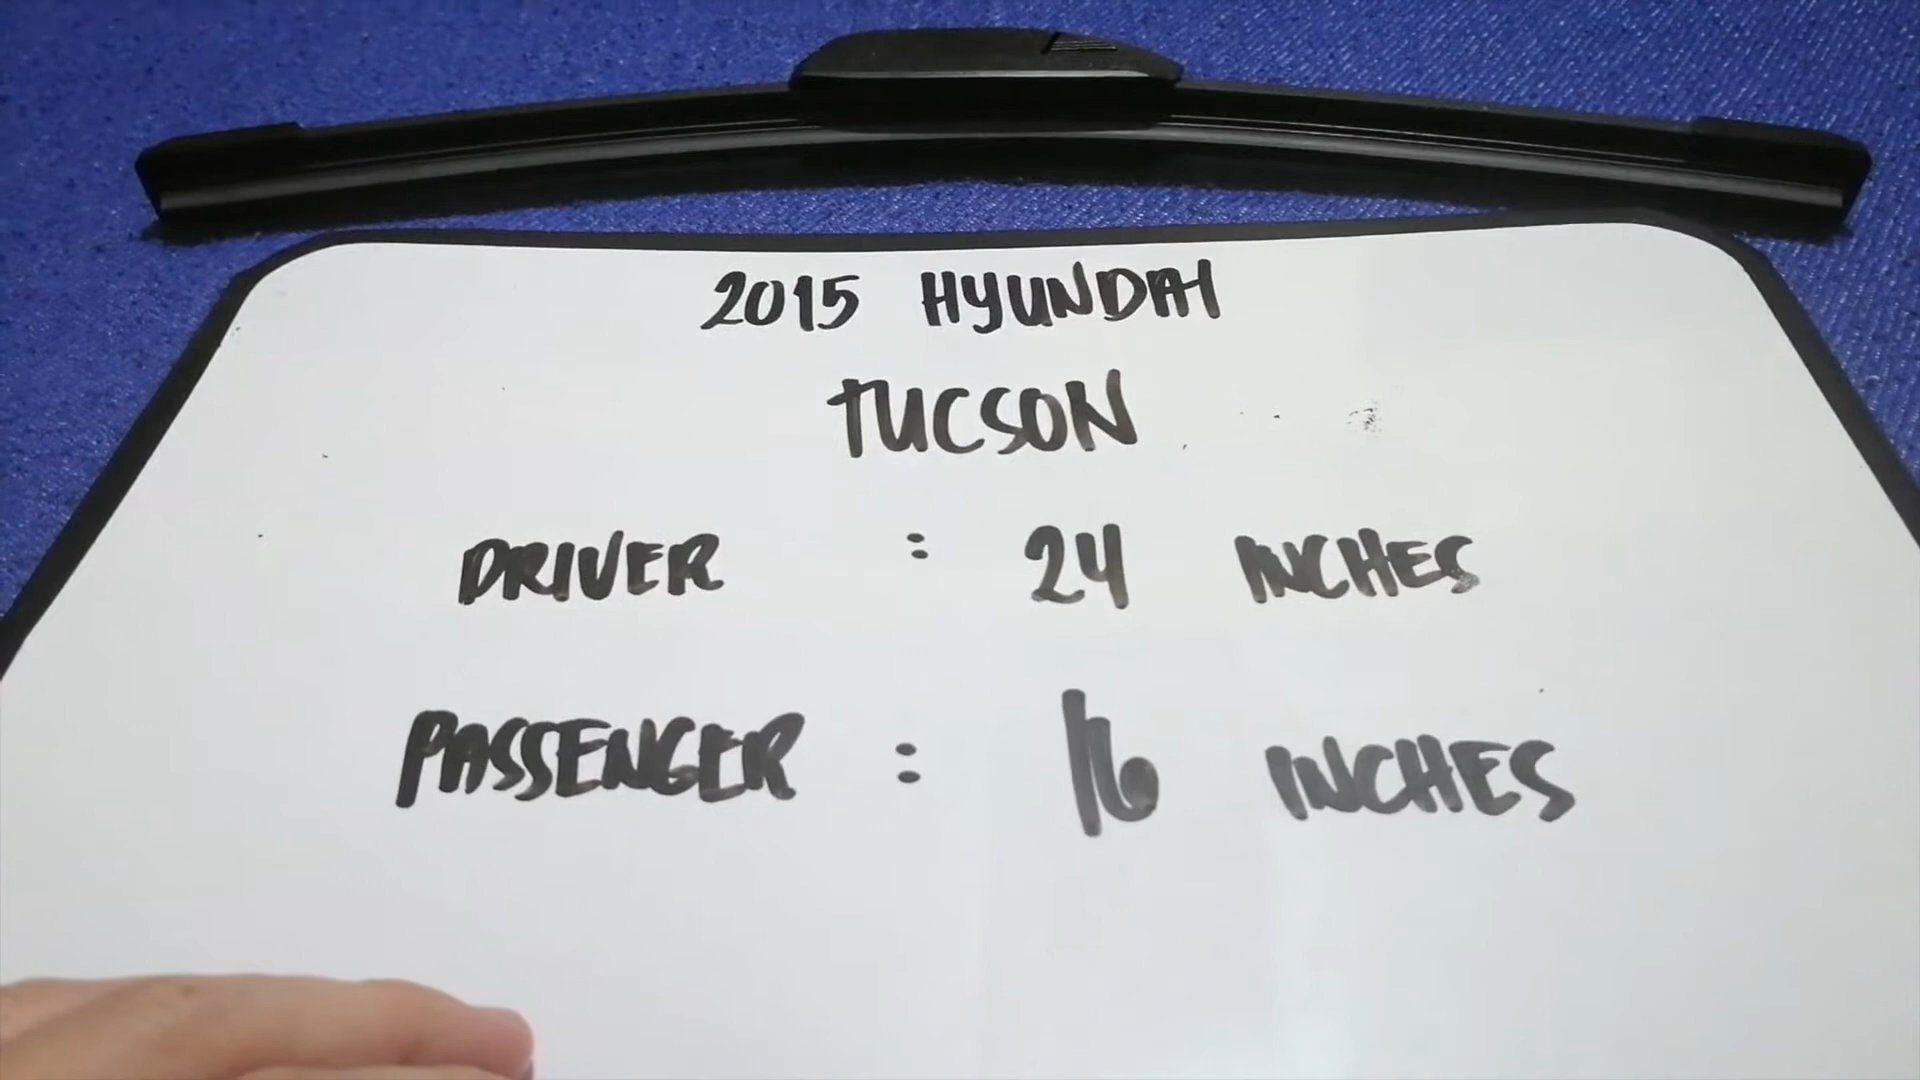 2015 HYUNDAI
TUCSON
DRIVER : 24 INCHES
PASSENGER : 16 INCHES